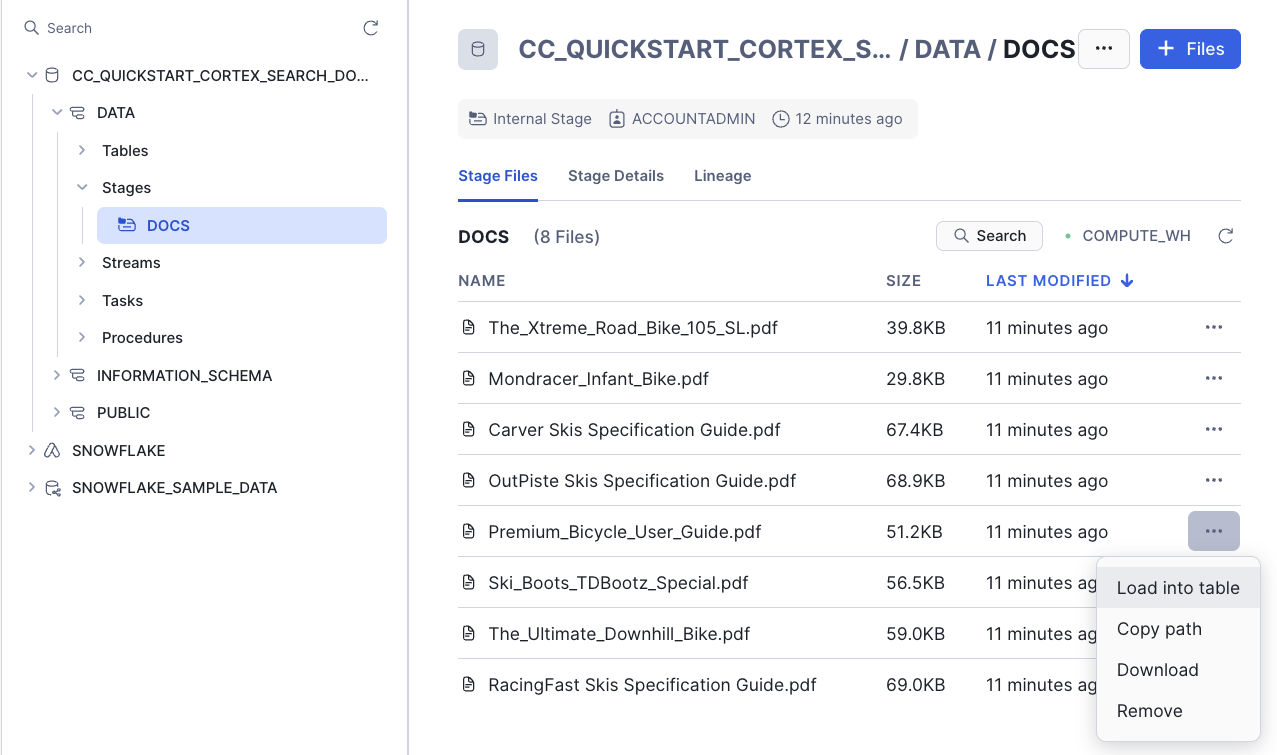 Search
CC_QUICKSTART_CORTEX_SEARCH_DO...
DATA
Tables
Stages
DOCS
Streams
Tasks
Procedures
INFORMATION_SCHEMA
PUBLIC
SNOWFLAKE
SNOWFLAKE_SAMPLE_DATA
CC_QUICKSTART_CORTEX_S... / DATA / DOCS
... + Files
Internal Stage ACCOUNTADMIN 12 minutes ago
Stage Files Stage Details Lineage
DOCS (8 Files) Search COMPUTE_WH
NAME SIZE LAST MODIFIED
The_Xtreme_Road_Bike_105_SL.pdf 39.8KB 11 minutes ago ...
Mondracer_Infant_Bike.pdf 29.8KB 11 minutes ago ...
Carver Skis Specification Guide.pdf 67.4KB 11 minutes ago ...
OutPiste Skis Specification Guide.pdf 68.9KB 11 minutes ago ...
Premium_Bicycle_User_Guide.pdf 51.2KB 11 minutes ago ...
Ski_Boots_TDBootz_Special.pdf 56.5KB 11 minutes ag
The_Ultimate_Downhill_Bike.pdf 59.0KB 11 minutes ag
RacingFast Skis Specification Guide.pdf 69.0KB 11 minutes ag
Load into table
Copy path
Download
Remove